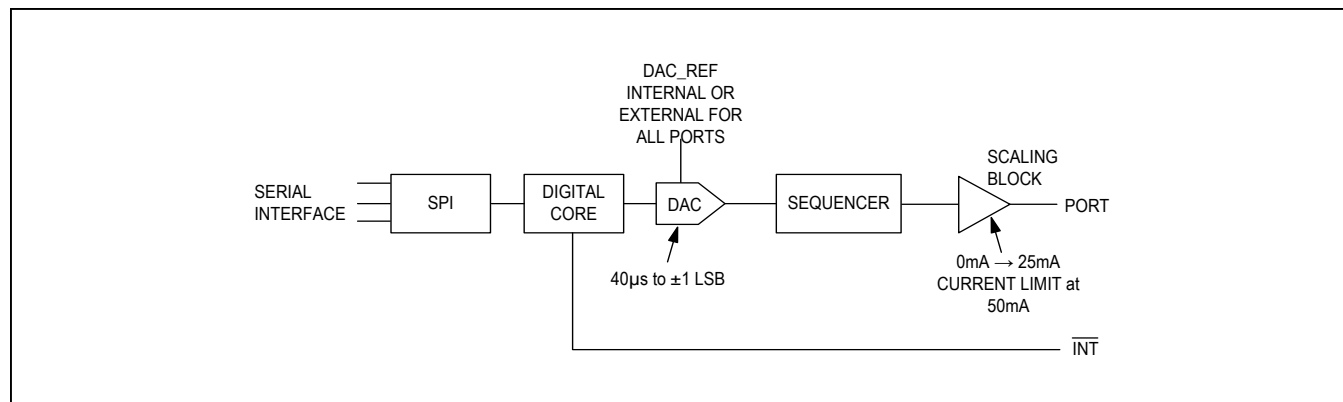 DAC_REF
INTERNAL OR
EXTERNAL FOR
ALL PORTS
SERIAL
INTERFACE
SPI
DIGITAL
CORE
DAC
SEQUENCER
SCALING
BLOCK
PORT
40µs to ±1 LSB
0mA → 25mA
CURRENT LIMIT at
50mA
INT